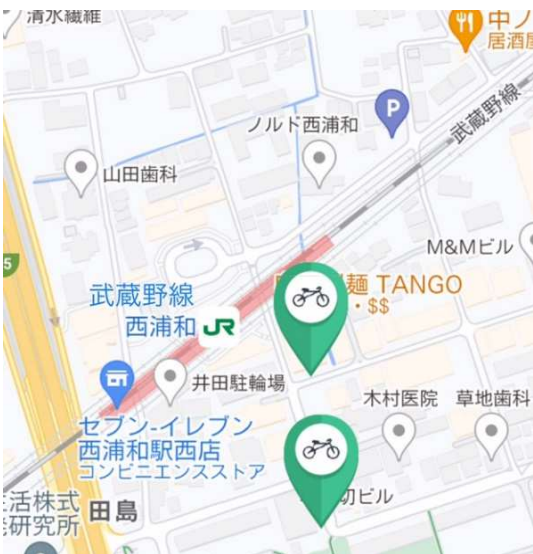 清水繊維
中ノ
居酒屋
P
武蔵野線
ノルド西浦和
山田歯科
5
M&Mビル
麺 TANGO
・$$
武蔵野線
西浦和 JR
井田駐輪場
木村医院
草地歯科
セブン-イレブン
西浦和駅西店
コンビニエンスストア
切ビル
活株式
研究所
田島